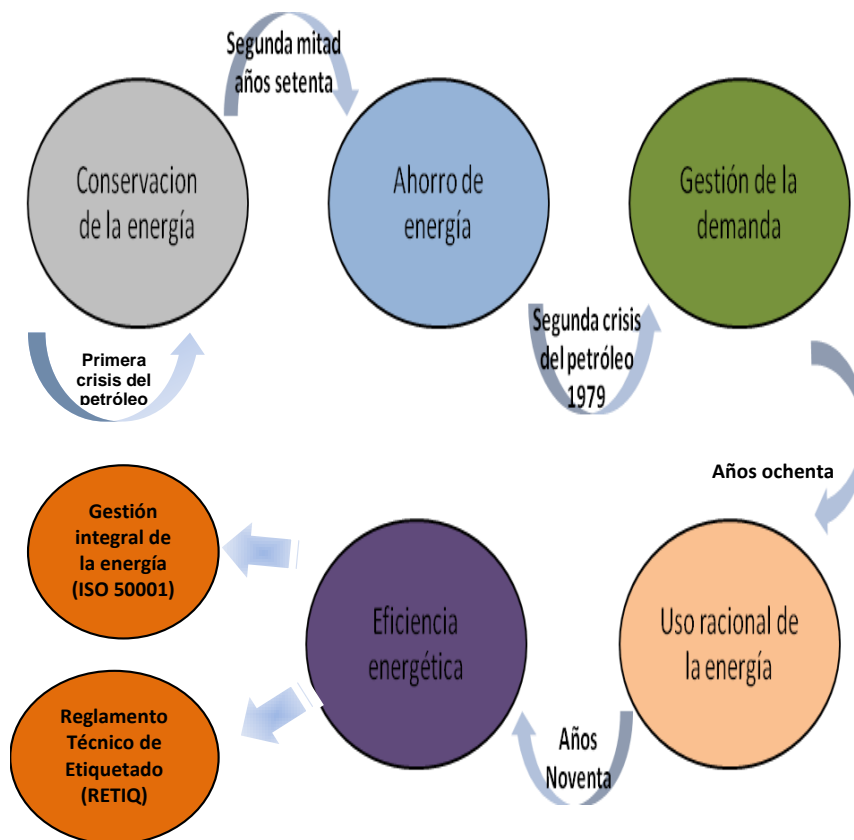 Segunda mitad
años setenta
Conservacion
de la energía
Ahorro de
energía
Gestión de la
demanda
Primera
crisis del
petróleo
Segunda crisis
del petróleo
1979
Años ochenta
Gestión
integral de
la energía
(ISO 50001)
Eficiencia
energética
Uso racional de
la energía
Reglamento
Técnico de
Etiquetado
(RETIQ)
Años
Noventa